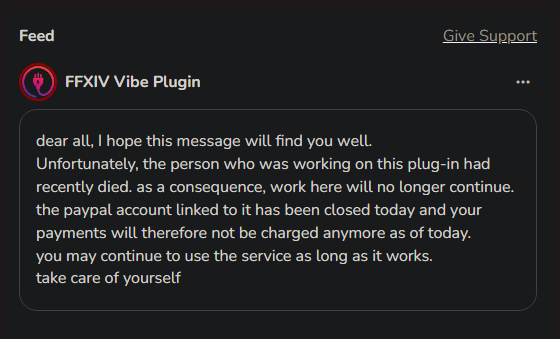 Feed
Give Support
FFXIV Vibe Plugin
dear all, I hope this message will find you well.
Unfortunately, the person who was working on this plug-in had
recently died. as a consequence, work here will no longer continue.
the paypal account linked to it has been closed today and your
payments will therefore not be charged anymore as of today.
you may continue to use the service as long as it works.
take care of yourself